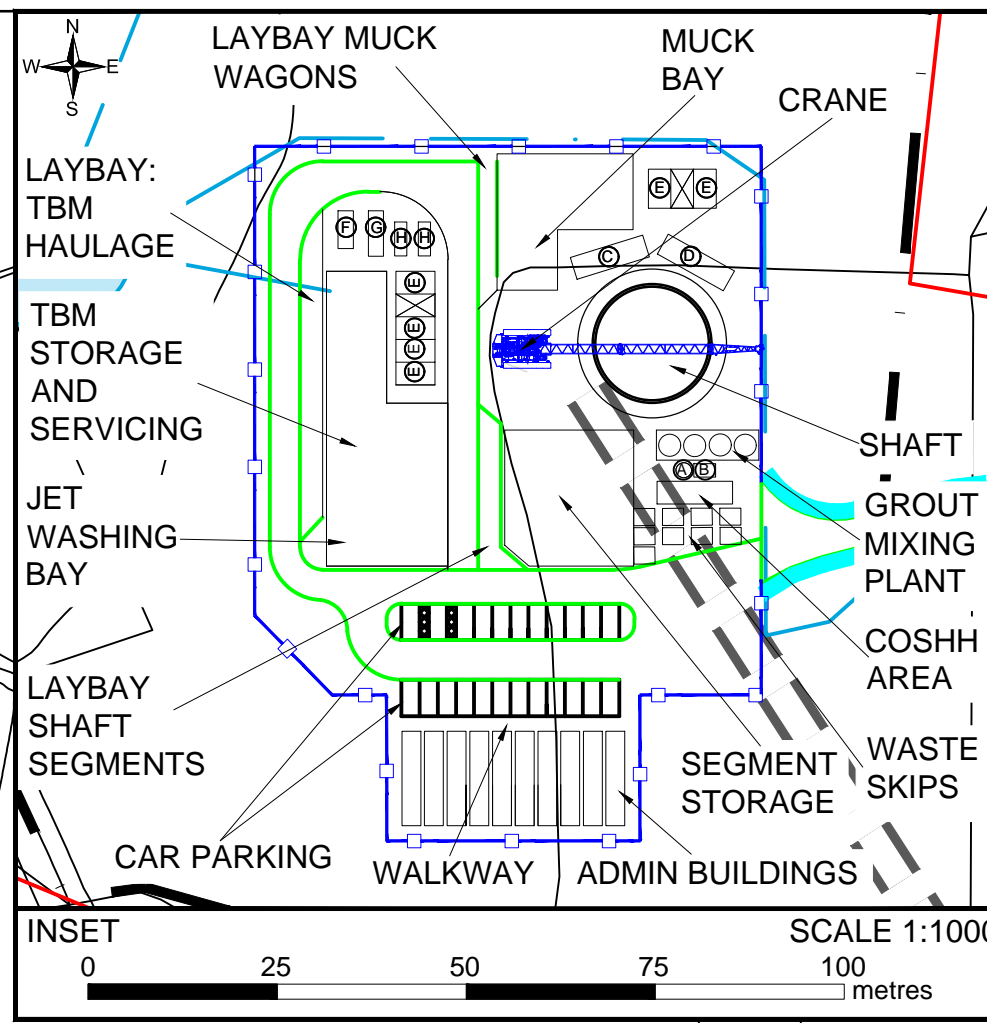 N
W E
S
LAYBAY MUCK
WAGONS
MUCK
BAY
CRANE
LAYBAY:
TBM
HAULAGE
TBM
STORAGE
AND
SERVICING
JET
WASHING
BAY
LAYBAY
SHAFT
SEGMENTS
F G H H
E
E
E
E
E E
C D
A B
SHAFT
GROUT
MIXING
PLANT
COSHH
AREA
WASTE
SKIPS
SEGMENT
STORAGE
CAR PARKING
WALKWAY
ADMIN BUILDINGS
INSET
SCALE 1:1000
0 25 50 75 100
metres